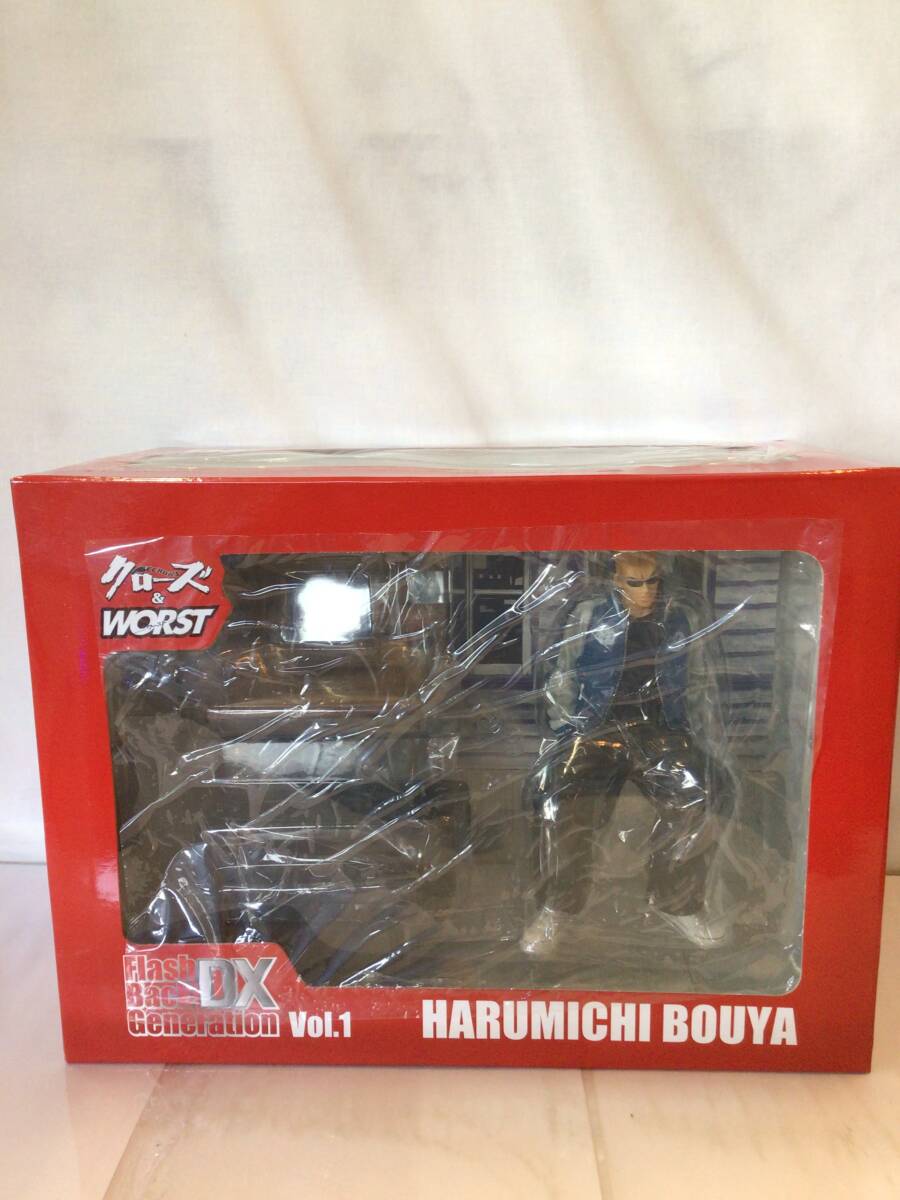 クローズ
&
WORST
Flash
Back DX
Generation Vol.1
HARUMICHI BOUYA